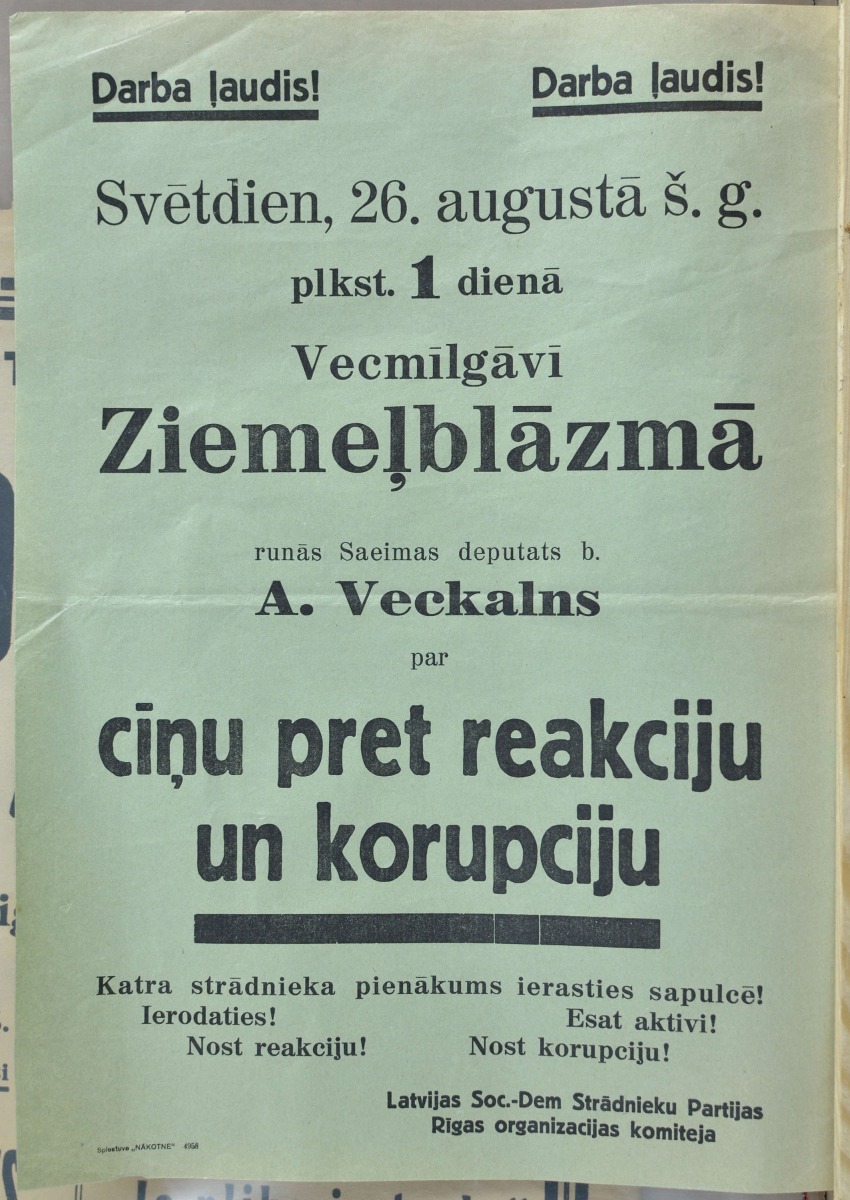 Darba ļaudis! Darba ļaudis!
Svētdien, 26. augustā š. g.
plkst. 1 dienā
Vecmīlgāvī
Ziemeļblāzmā
runās Saeimas deputats b.
A. Veckalns
par
cīņu pret reakciju
un korupciju
Katra strādnieka pienākums ierasties sapulcē!
Ierodaties! Esat aktivi!
Nost reakciju! Nost korupciju!
Latvijas Soc.-Dem Strādnieku Partijas
Rīgas organizacijas komiteja
Spiestuve „NĀKOTNE" 4958